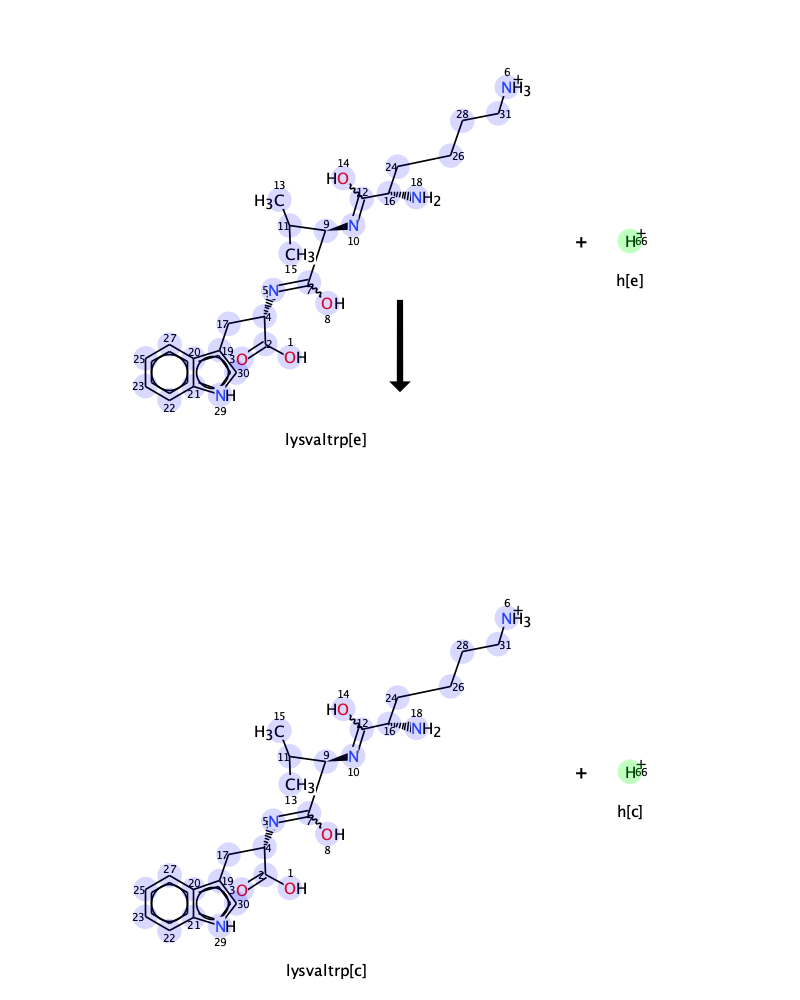 6
+
NH3
28 31
26
14 24
HO 12 16 18 NH2
13
H3C
11 9 N
10
CH3
15
5 N 7
OH
8
17 4
27 1
25 20 19 3 O 2 OH
30
23 21 NH
22 29
+ H+ 66
h[e]
lysvaltrp[e]
6
+
NH3
28 31
26
14 24
HO 12 16 18 NH2
15
H3C
11 9 N
10
CH3
13
5 N 7
OH
8
17 4
27 1
25 20 19 3 O 2 OH
30
23 21 NH
22 29
+ H+ 66
h[c]
lysvaltrp[c]